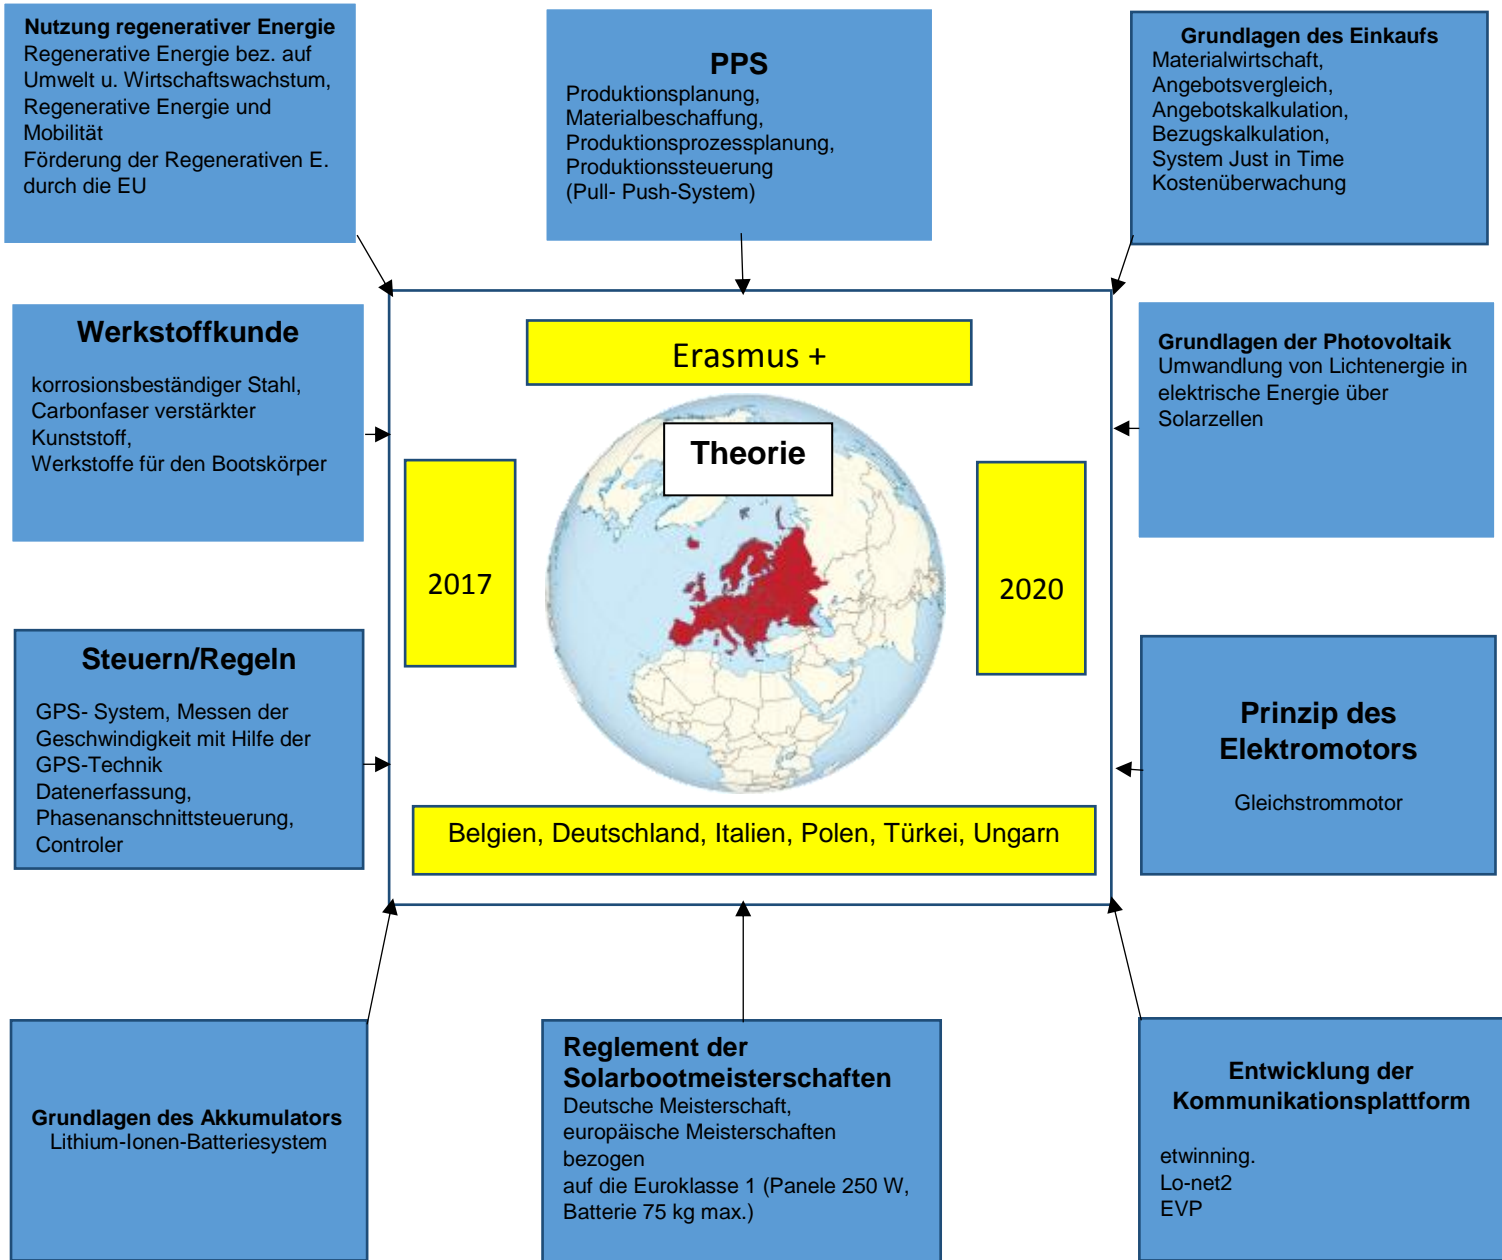 Nutzung regenerativer Energie
Regenerative Energie bez. auf
Umwelt u. Wirtschaftswachstum,
Regenerative Energie und
Mobilität
Förderung der Regenerativen E.
durch die EU
PPS
Produktionsplanung,
Materialbeschaffung,
Produktionsprozessplanung,
Produktionssteuerung
(Pull- Push-System)
Grundlagen des Einkaufs
Materialwirtschaft,
Angebotsvergleich,
Angebotskalkulation,
Bezugskalkulation,
System Just in Time
Kostenüberwachung
Werkstoffkunde
korrosionsbeständiger Stahl,
Carbonfaser verstärkter
Kunststoff,
Werkstoffe für den Bootskörper
Erasmus +
Theorie
2017
2020
Belgien, Deutschland, Italien, Polen, Türkei, Ungarn
Grundlagen der Photovoltaik
Umwandlung von Lichtenergie in
elektrische Energie über
Solarzellen
Steuern/Regeln
GPS- System, Messen der
Geschwindigkeit mit Hilfe der
GPS-Technik
Datenerfassung,
Phasenanschnittsteuerung,
Controler
Prinzip des
Elektromotors
Gleichstrommotor
Grundlagen des Akkumulators
Lithium-Ionen-Batteriesystem
Reglement der
Solarbootmeisterschaften
Deutsche Meisterschaft,
europäische Meisterschaften
bezogen
auf die Euroklasse 1 (Panele 250 W,
Batterie 75 kg max.)
Entwicklung der
Kommunikationsplattform
etwinning.
Lo-net2
EVP